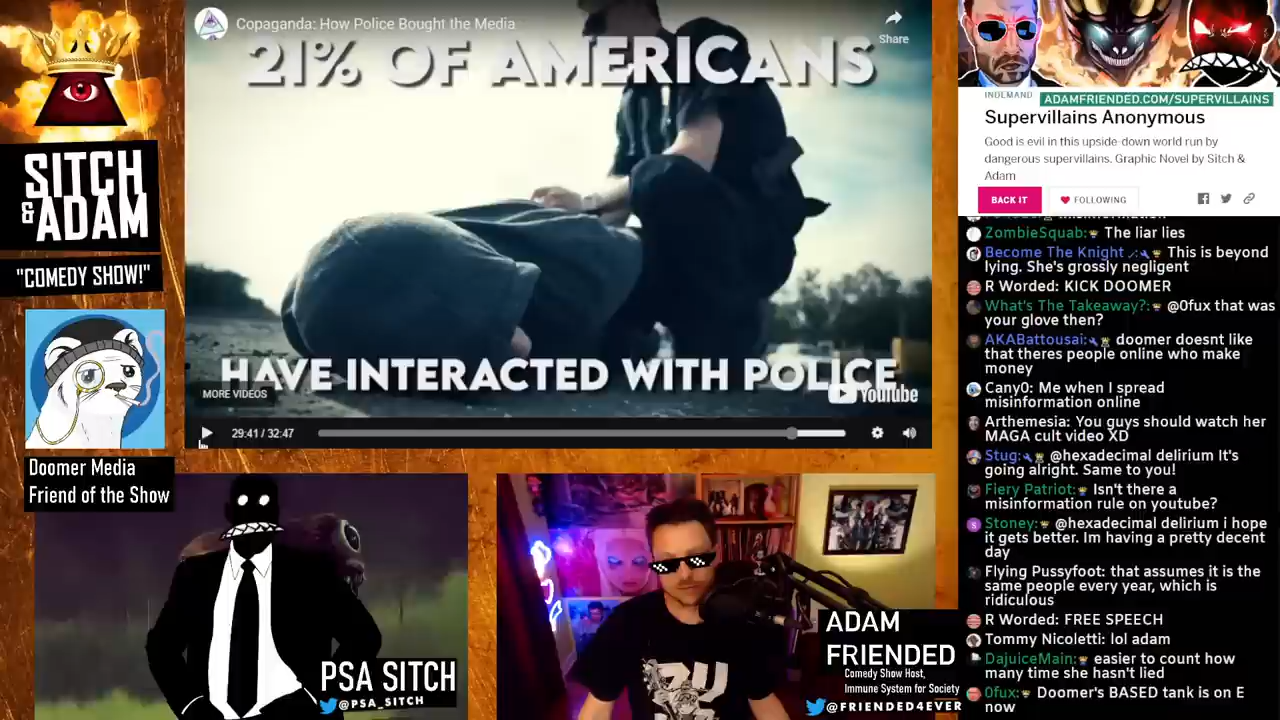 Copaganda: How Police Bought the Media
Share
21% OF AMERICANS
HAVE INTERACTED WITH POLICE
MORE VIDEOS
YouTube
29:41 / 32:47
SITCH
& ADAM
"COMEDY SHOW!"
Doomer Media
Friend of the Show
PSA SITCH
@PSA_SITCH
ADAM
FRIENDED
Comedy Show Host,
Immune System for Society
@FRIENDED4EVER
INDEMAND
ADAMFRIENDED.COM/SUPERVILLAINS
Supervillains Anonymous
Good is evil in this upside-down world run by
dangerous supervillains. Graphic Novel by Sitch &
Adam
BACK IT
FOLLOWING
ZombieSquab: The liar lies
Become The Knight This is beyond
lying. She's grossly negligent
R Worded: KICK DOOMER
What's The Takeaway?: @0fux that was
your glove then?
AKABattousai: doomer doesnt like
that theres people online who make
money
Cany0: Me when I spread
misinformation online
Arthemesia: You guys should watch her
MAGA cult video XD
Stug: @hexadecimal delirium It's
going alright. Same to you!
Fiery Patriot: Isn't there a
misinformation rule on youtube?
Stoney: @hexadecimal delirium i hope
it gets better. Im having a pretty decent
day
Flying Pussyfoot: that assumes it is the
same people every year, which is
ridiculous
R Worded: FREE SPEECH
Tommy Nicoletti: lol adam
DajuiceMain: easier to count how
many time she hasn't lied
0fux: Doomer's BASED tank is on E
now